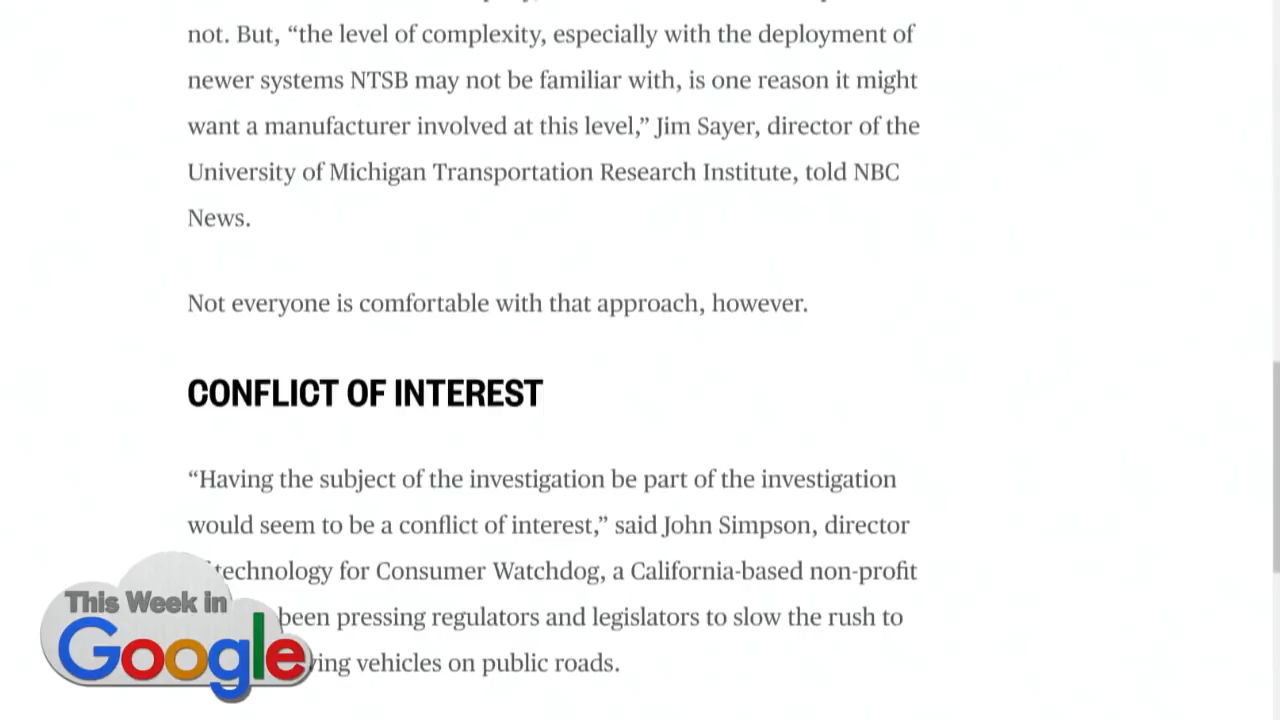 not. But, “the level of complexity, especially with the deployment of
newer systems NTSB may not be familiar with, is one reason it might
want a manufacturer involved at this level,” Jim Sayer, director of the
University of Michigan Transportation Research Institute, told NBC
News.
Not everyone is comfortable with that approach, however.
CONFLICT OF INTEREST
“Having the subject of the investigation be part of the investigation
would seem to be a conflict of interest,” said John Simpson, director
technology for Consumer Watchdog, a California-based non-profit
been pressing regulators and legislators to slow the rush to
vehicles on public roads.
This Week in
Google